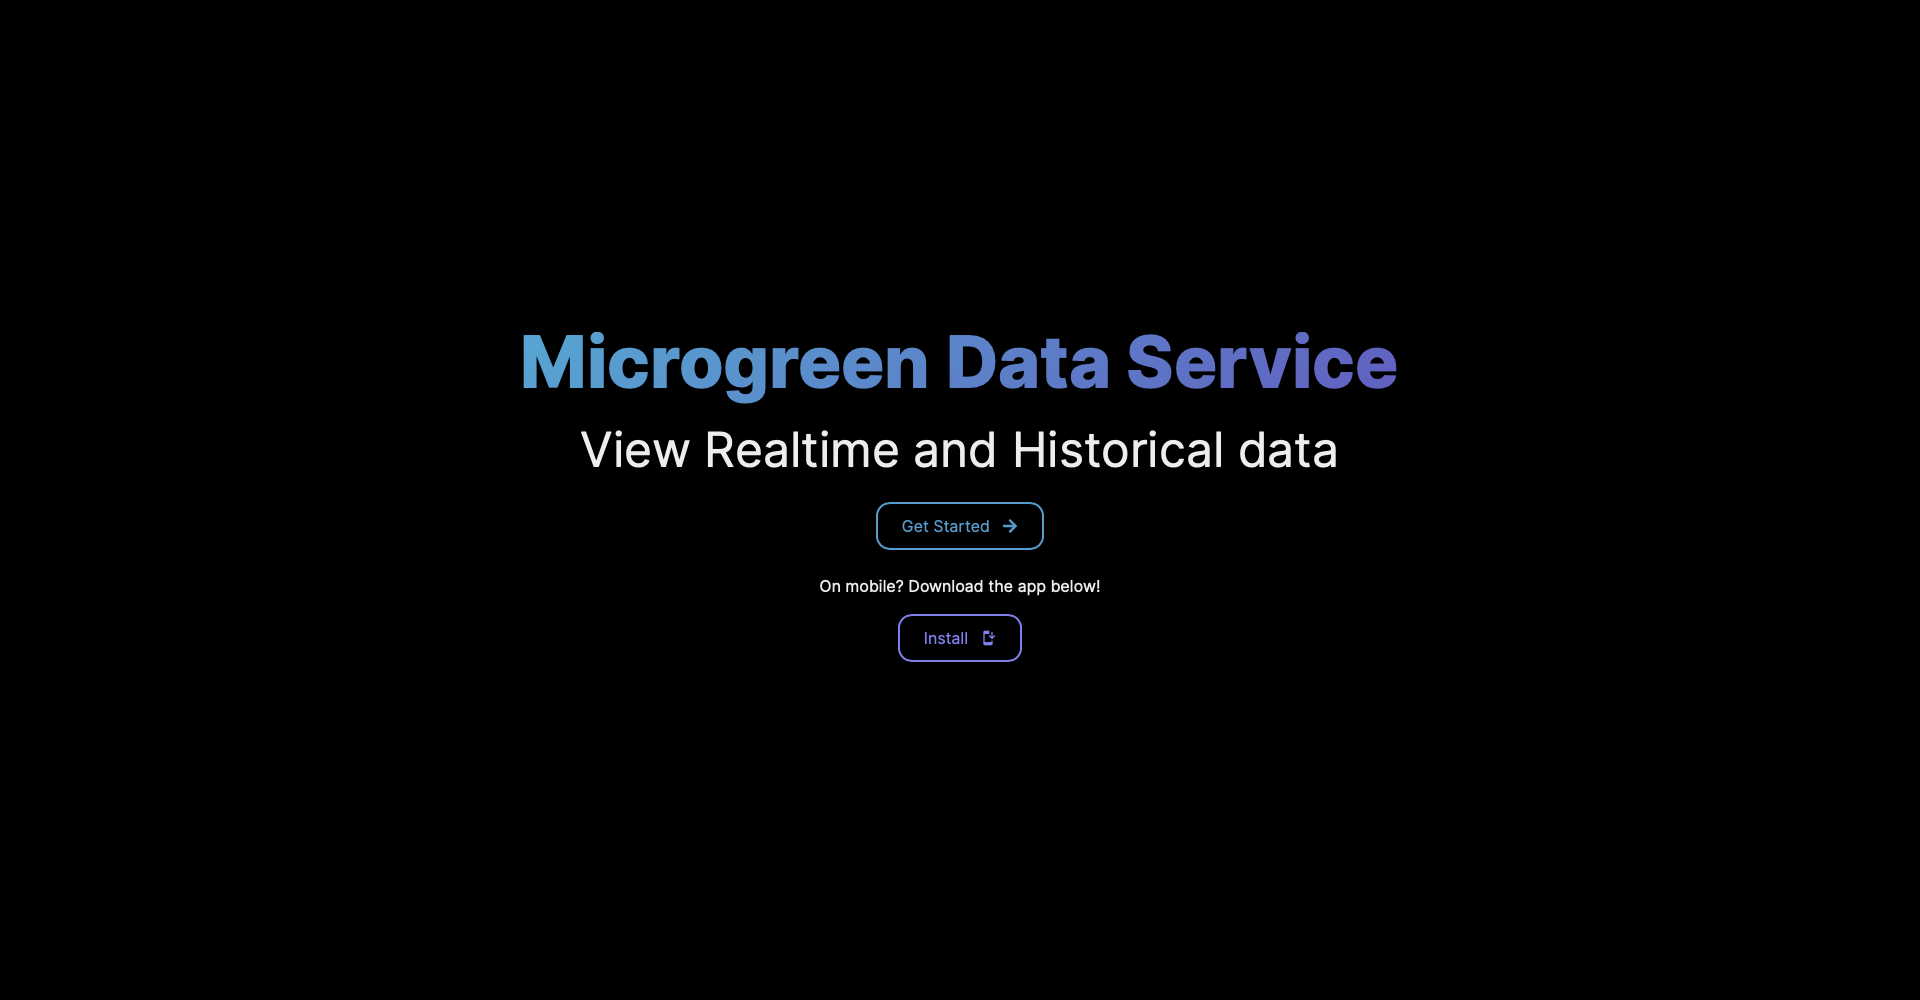 Microgreen Data Service
View Realtime and Historical data
Get Started
On mobile? Download the app below!
Install